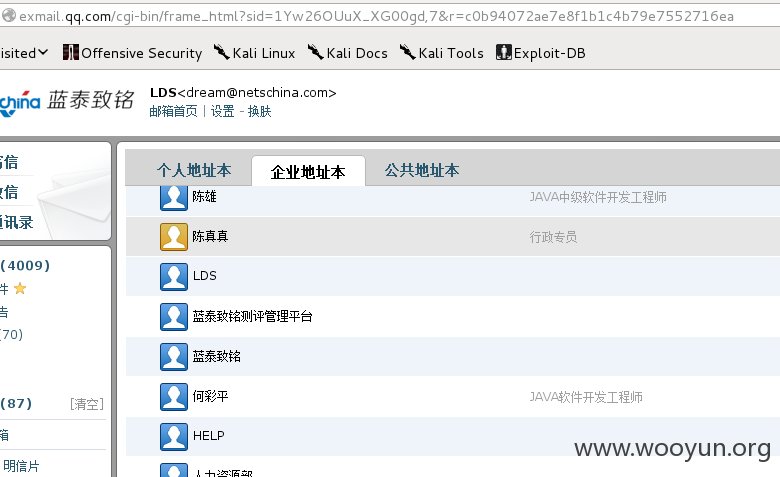 exmail.qq.com/cgi-bin/frame_html?sid=1Yw26OUuX_XG00gd,7&r=c0b94072ae7e8f1b1c4b79e7552716ea
isited Offensive Security Kali Linux Kali Docs Kali Tools Exploit-DB
china 蓝泰致铭
LDS<dream@netschina.com>
邮箱首页 | 设置 - 换肤
写信
收信
通讯录
(4009)
件
告
(70)
(87) [清空]
箱
明信片
个人地址本 企业地址本 公共地址本
陈雄 JAVA中级软件开发工程师
陈真真 行政专员
LDS
蓝泰致铭测评管理平台
蓝泰致铭
何彩平 JAVA软件开发工程师
HELP
人力资源部
www.wooyun.org